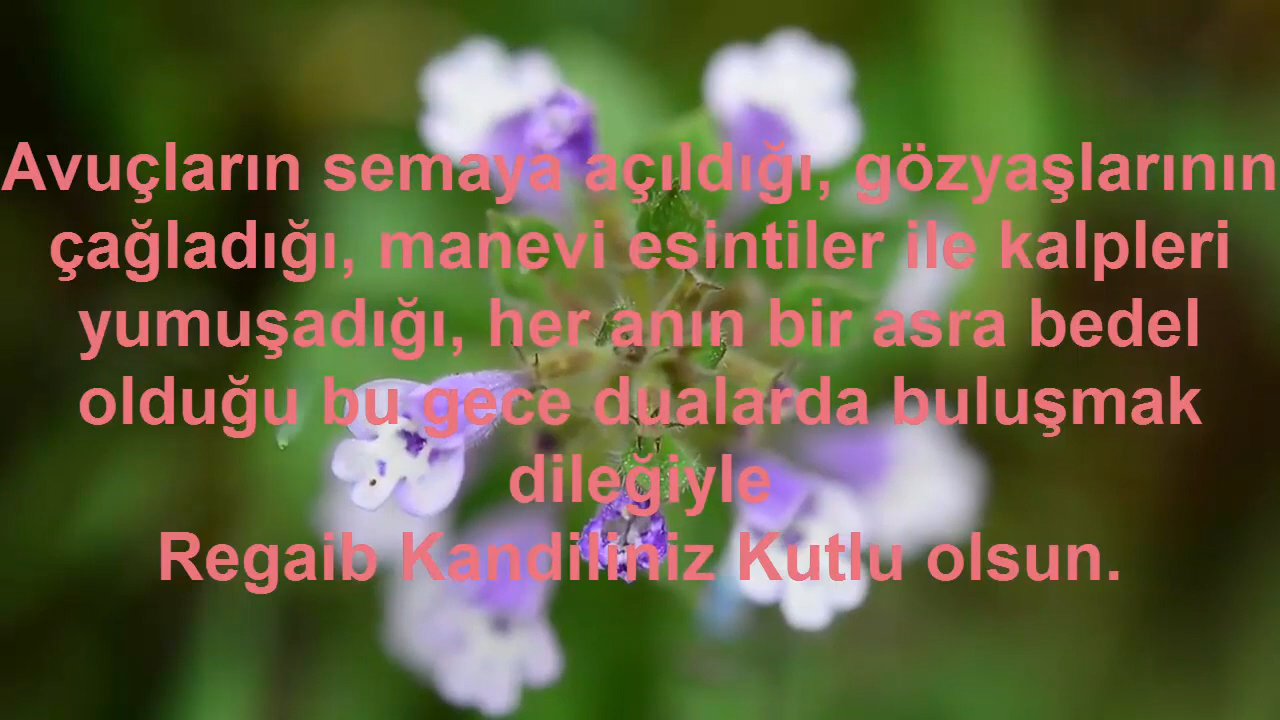 Avuçların semaya açıldığı, gözyaşlarının
çağladığı, manevi esintiler ile kalpleri
yumuşadığı, her anın bir asra bedel
olduğu bu gece dualarda buluşmak
dileğiyle
Regaib Kandiliniz Kutlu olsun.